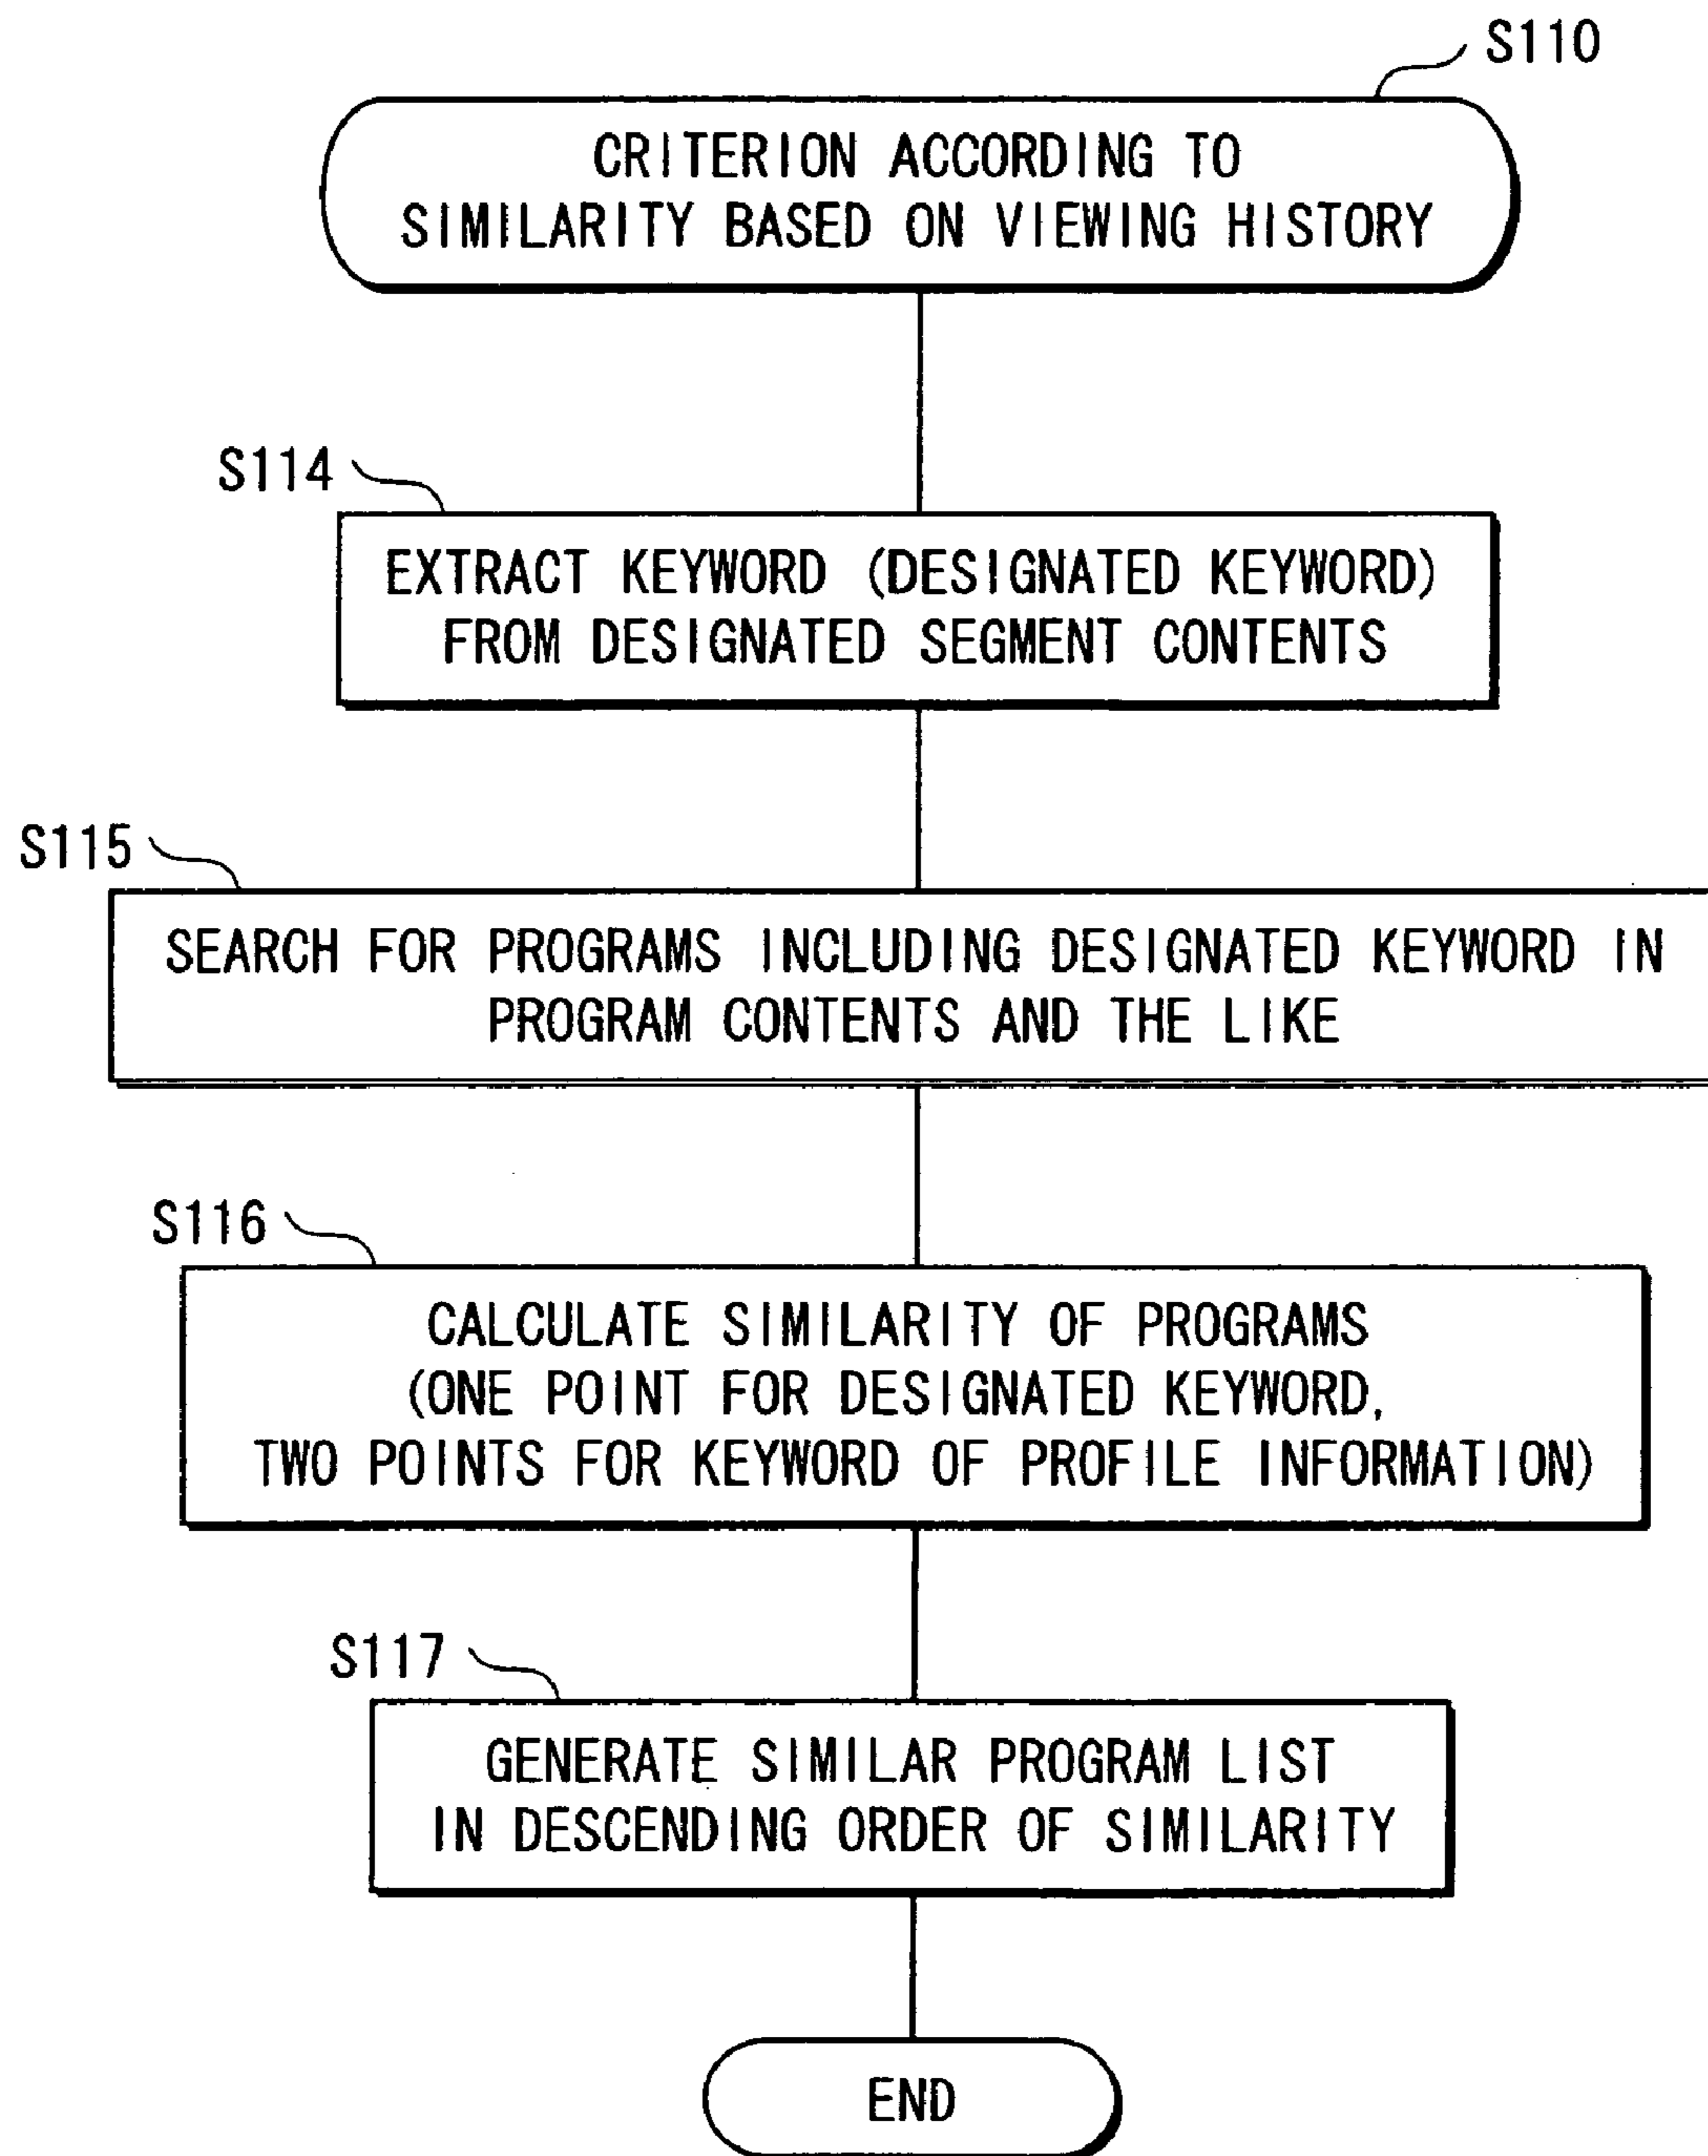 S110
CRITERION ACCORDING TO
SIMILARITY BASED ON VIEWING HISTORY
S114
EXTRACT KEYWORD (DESIGNATED KEYWORD)
FROM DESIGNATED SEGMENT CONTENTS
S115
SEARCH FOR PROGRAMS INCLUDING DESIGNATED KEYWORD IN
PROGRAM CONTENTS AND THE LIKE
S116
CALCULATE SIMILARITY OF PROGRAMS
(ONE POINT FOR DESIGNATED KEYWORD,
TWO POINTS FOR KEYWORD OF PROFILE INFORMATION)
S117
GENERATE SIMILAR PROGRAM LIST
IN DESCENDING ORDER OF SIMILARITY
END